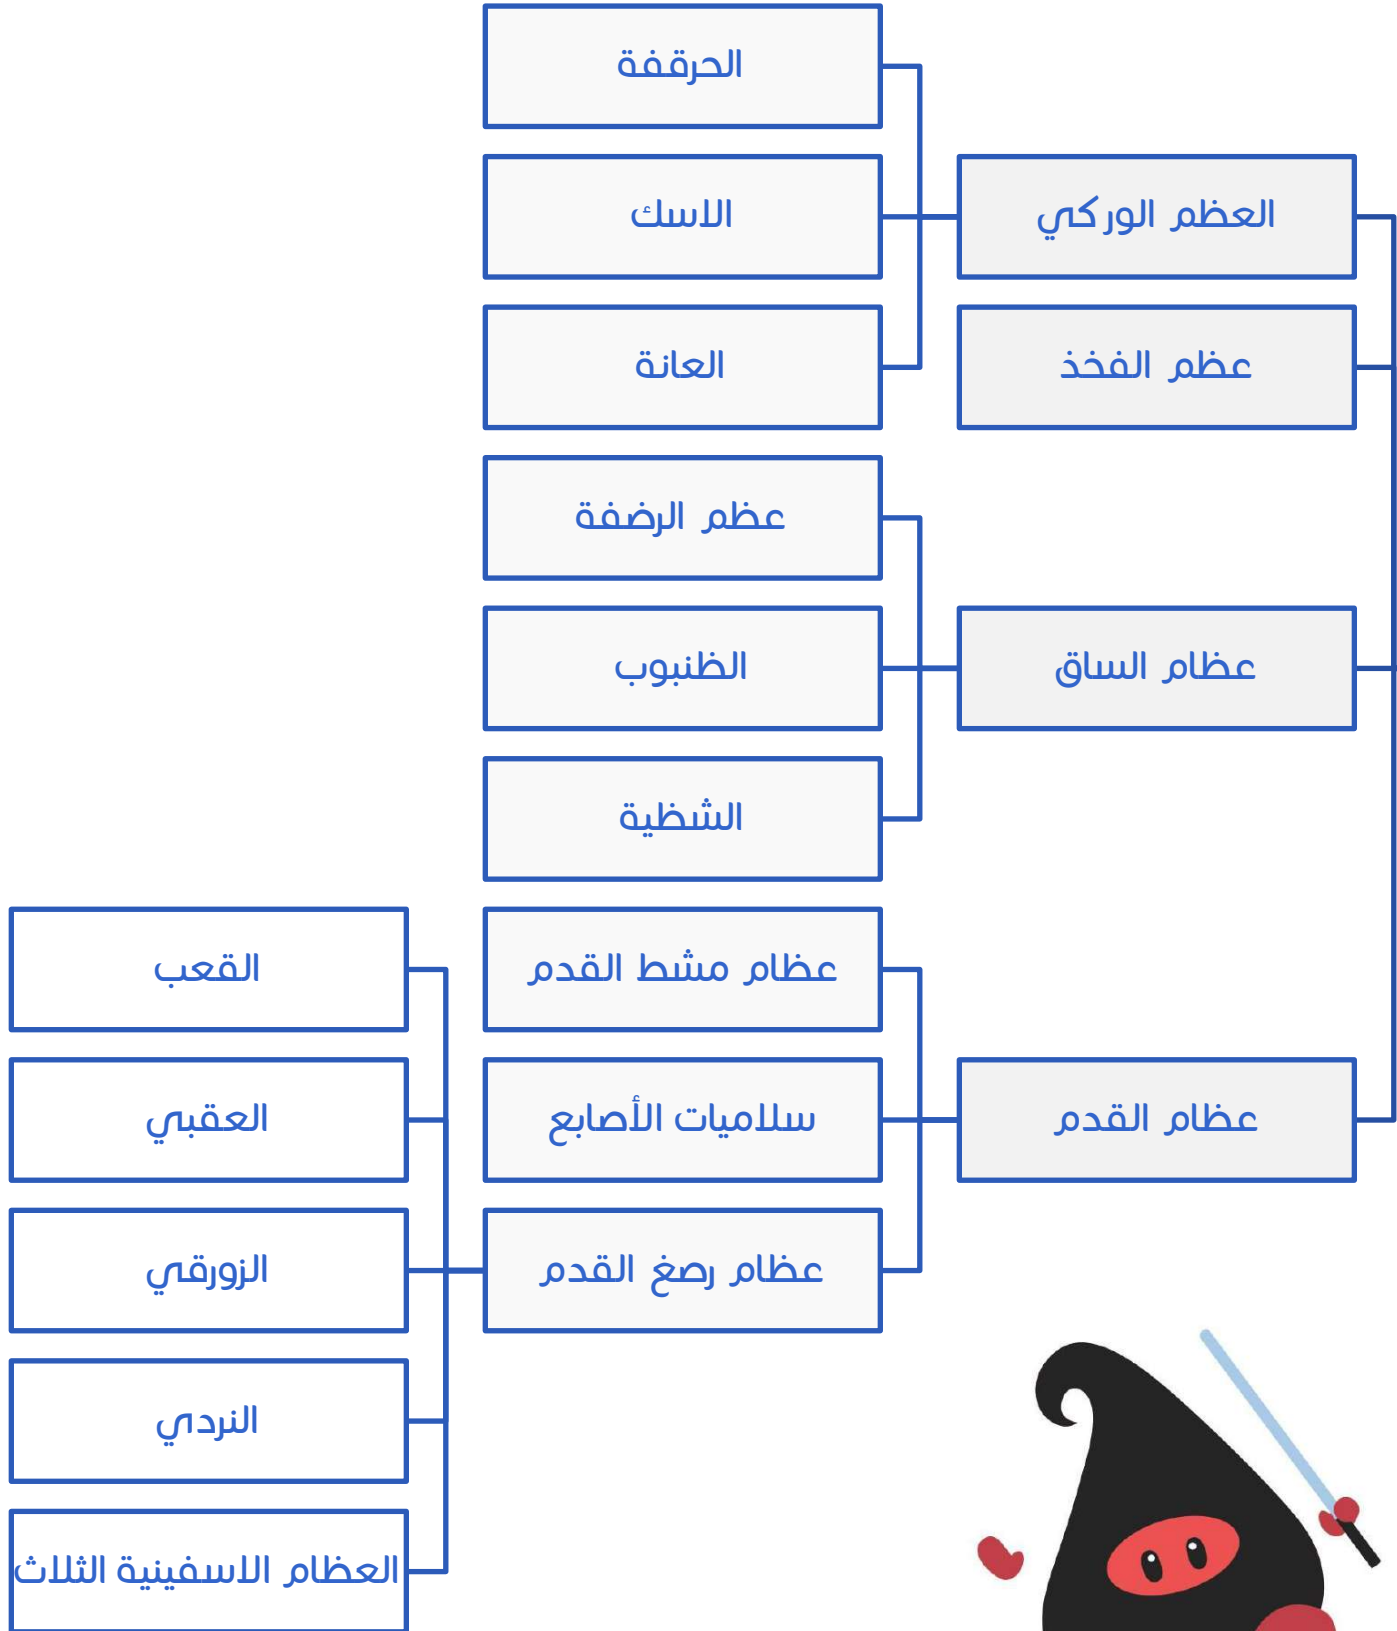 الحرقفة
العظم الوركي
الاسك
عظم الفخذ
العانة
عظم الرضفة
عظام الساق
الظنبوب
الشظية
عظام مشط القدم
القعب
عظام القدم
سلاميات الأصابع
العقبي
عظام رصغ القدم
الزورقي
النردي
العظام الاسفينية الثلاث